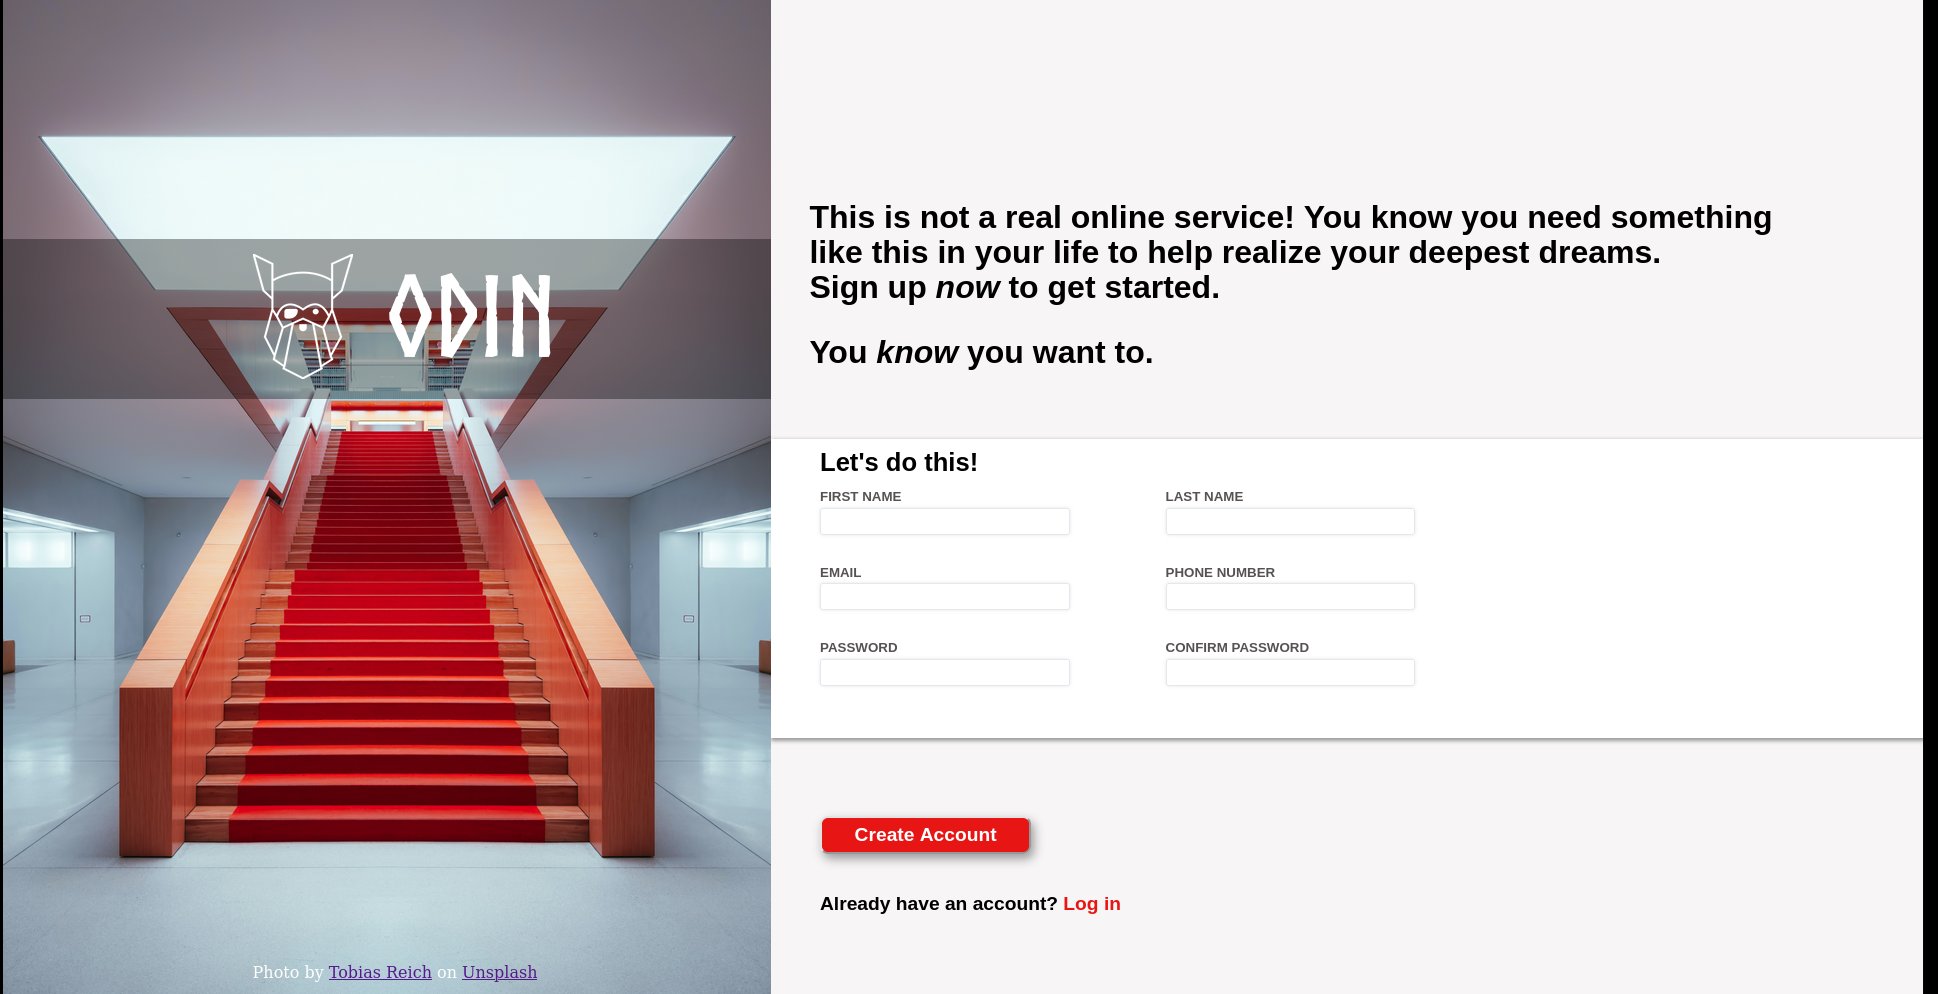 ODIN
Photo by Tobias Reich on Unsplash
This is not a real online service! You know you need something
like this in your life to help realize your deepest dreams.
Sign up now to get started.
You know you want to.
Let's do this!
FIRST NAME
LAST NAME
EMAIL
PHONE NUMBER
PASSWORD
CONFIRM PASSWORD
Create Account
Already have an account? Log in